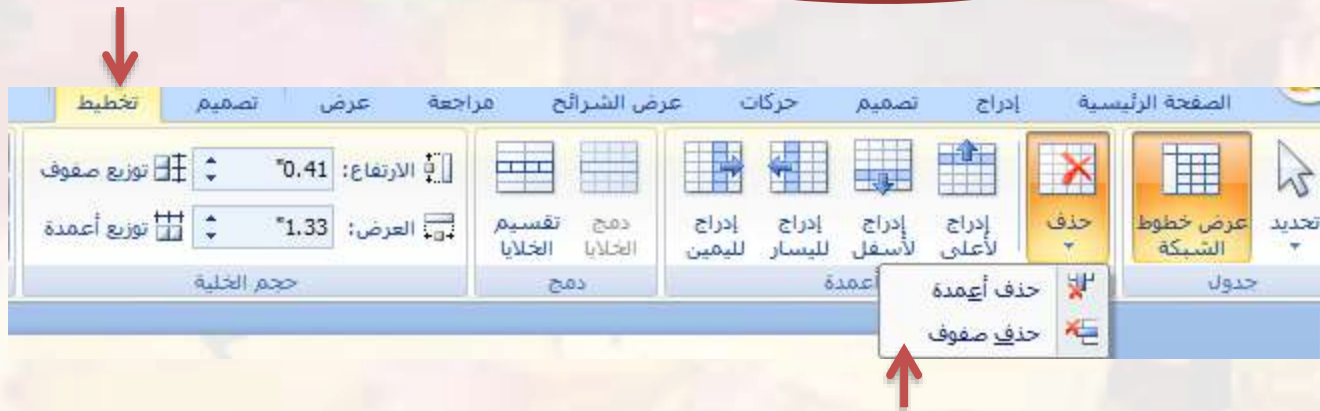 الصفحة الرئيسية إدراج تصميم حركات عرض الشرائح مراجعة عرض تصميم تخطيط
تحديد
عرض خطوط الشبكة
جدول
حذف
إدراج لأعلى
إدراج لأسفل
إدراج لليسار
إدراج لليمين
أعمدة
حذف أعمدة
حذف صفوف
دمج الخلايا
تقسيم الخلايا
دمج
الارتفاع: 0.41"
توزيع صفوف
العرض: 1.33"
توزيع أعمدة
حجم الخلية